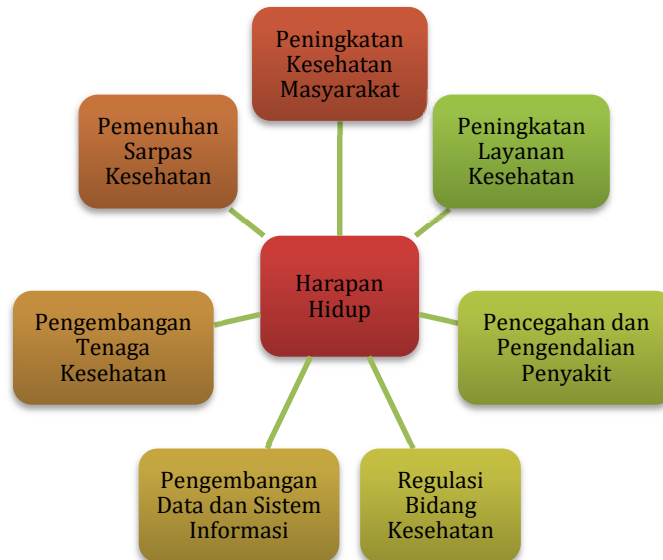 Peningkatan
Kesehatan
Masyarakat
Peningkatan
Layanan
Kesehatan
Pencegahan dan
Pengendalian
Penyakit
Regulasi
Bidang
Kesehatan
Pengembangan
Data dan Sistem
Informasi
Pengembangan
Tenaga
Kesehatan
Pemenuhan
Sarpas
Kesehatan
Harapan
Hidup